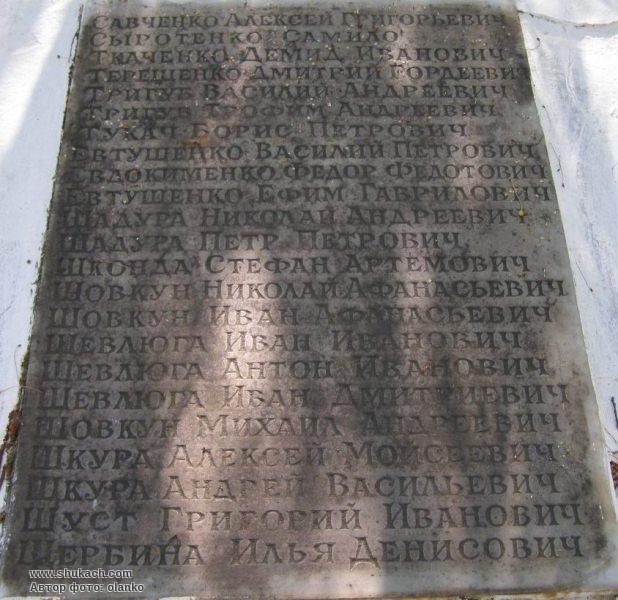 Савченко Алексей Григорьевич
Сыротенко Самило
Ткаченко Демид Иванович
Терещенко Дмитрий Гордеевич
Тригуб Василий Андреевич
Тригуб Трофим Андреевич
Тукач Борис Петрович
Евтушенко Василий Петрович
Евдокименко Федор Федотович
Евтушенко Ефим Гаврилович
Шадура Николай Андреевич
Шадура Петр Петрович
Шконда Стефан Артемович
Шовкун Николай Афанасьевич
Шовкун Иван Афанасьевич
Шевлюга Иван Иванович
Шевлюга Антон Иванович
Шевлюга Иван Дмитриевич
Шовкун Михаил Андреевич
Шкура Алексей Моисеевич
Шкура Андрей Васильевич
Шуст Григорий Иванович
Щербина Илья Денисович
www.shukach.com
Автор фото: olanko